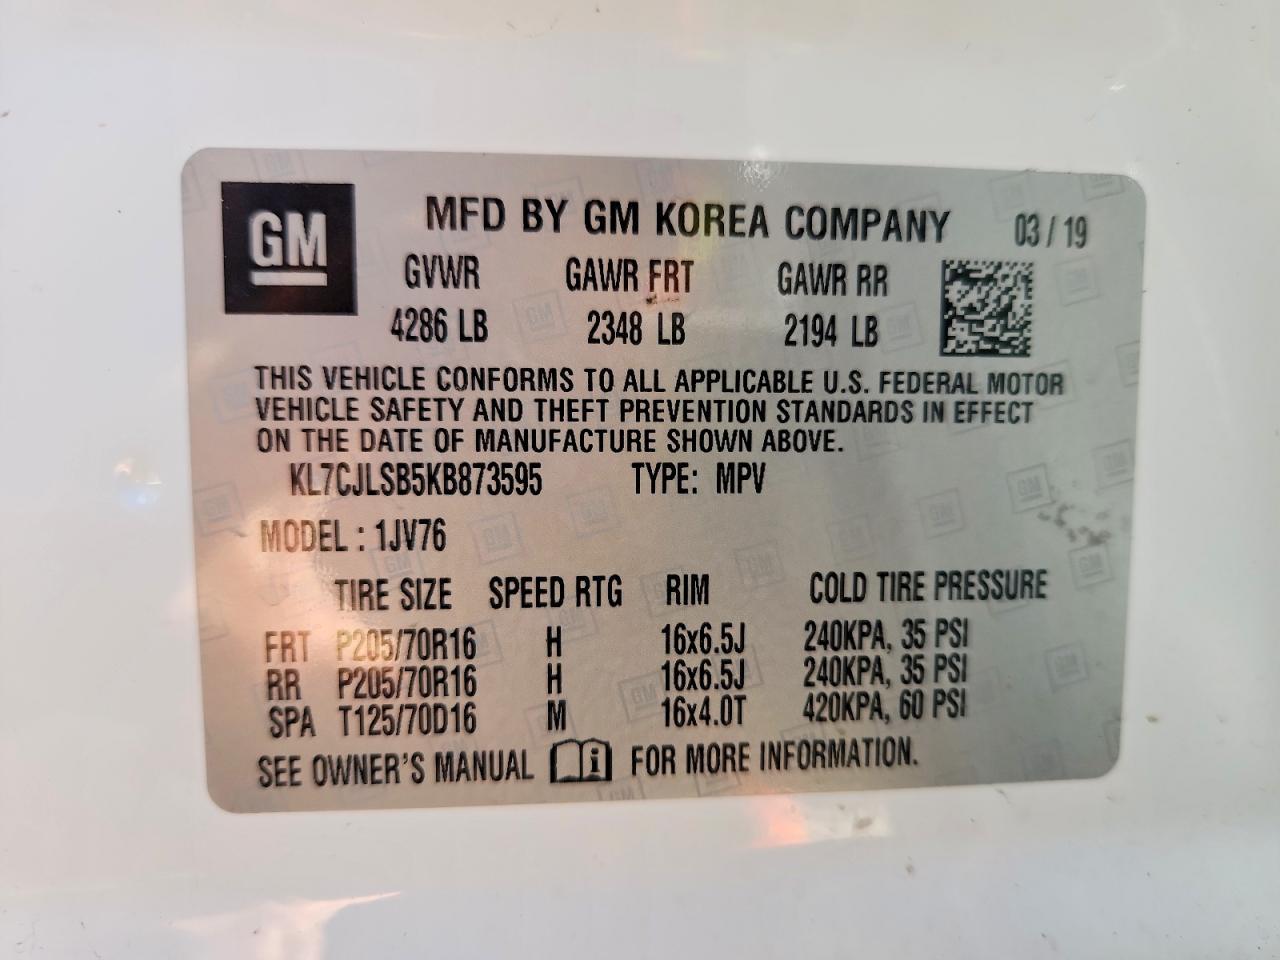 GM
MFD BY GM KOREA COMPANY 03 / 19
GVWR GAWR FRT GAWR RR
4286 LB 2348 LB 2194 LB
THIS VEHICLE CONFORMS TO ALL APPLICABLE U.S. FEDERAL MOTOR
VEHICLE SAFETY AND THEFT PREVENTION STANDARDS IN EFFECT
ON THE DATE OF MANUFACTURE SHOWN ABOVE.
KL7CJLSB5KB873595 TYPE: MPV
MODEL : 1JV76
TIRE SIZE SPEED RTG RIM COLD TIRE PRESSURE
FRT P205/70R16 H 16x6.5J 240KPA, 35 PSI
RR P205/70R16 H 16x6.5J 240KPA, 35 PSI
SPA T125/70D16 M 16x4.0T 420KPA, 60 PSI
SEE OWNER'S MANUAL i FOR MORE INFORMATION.